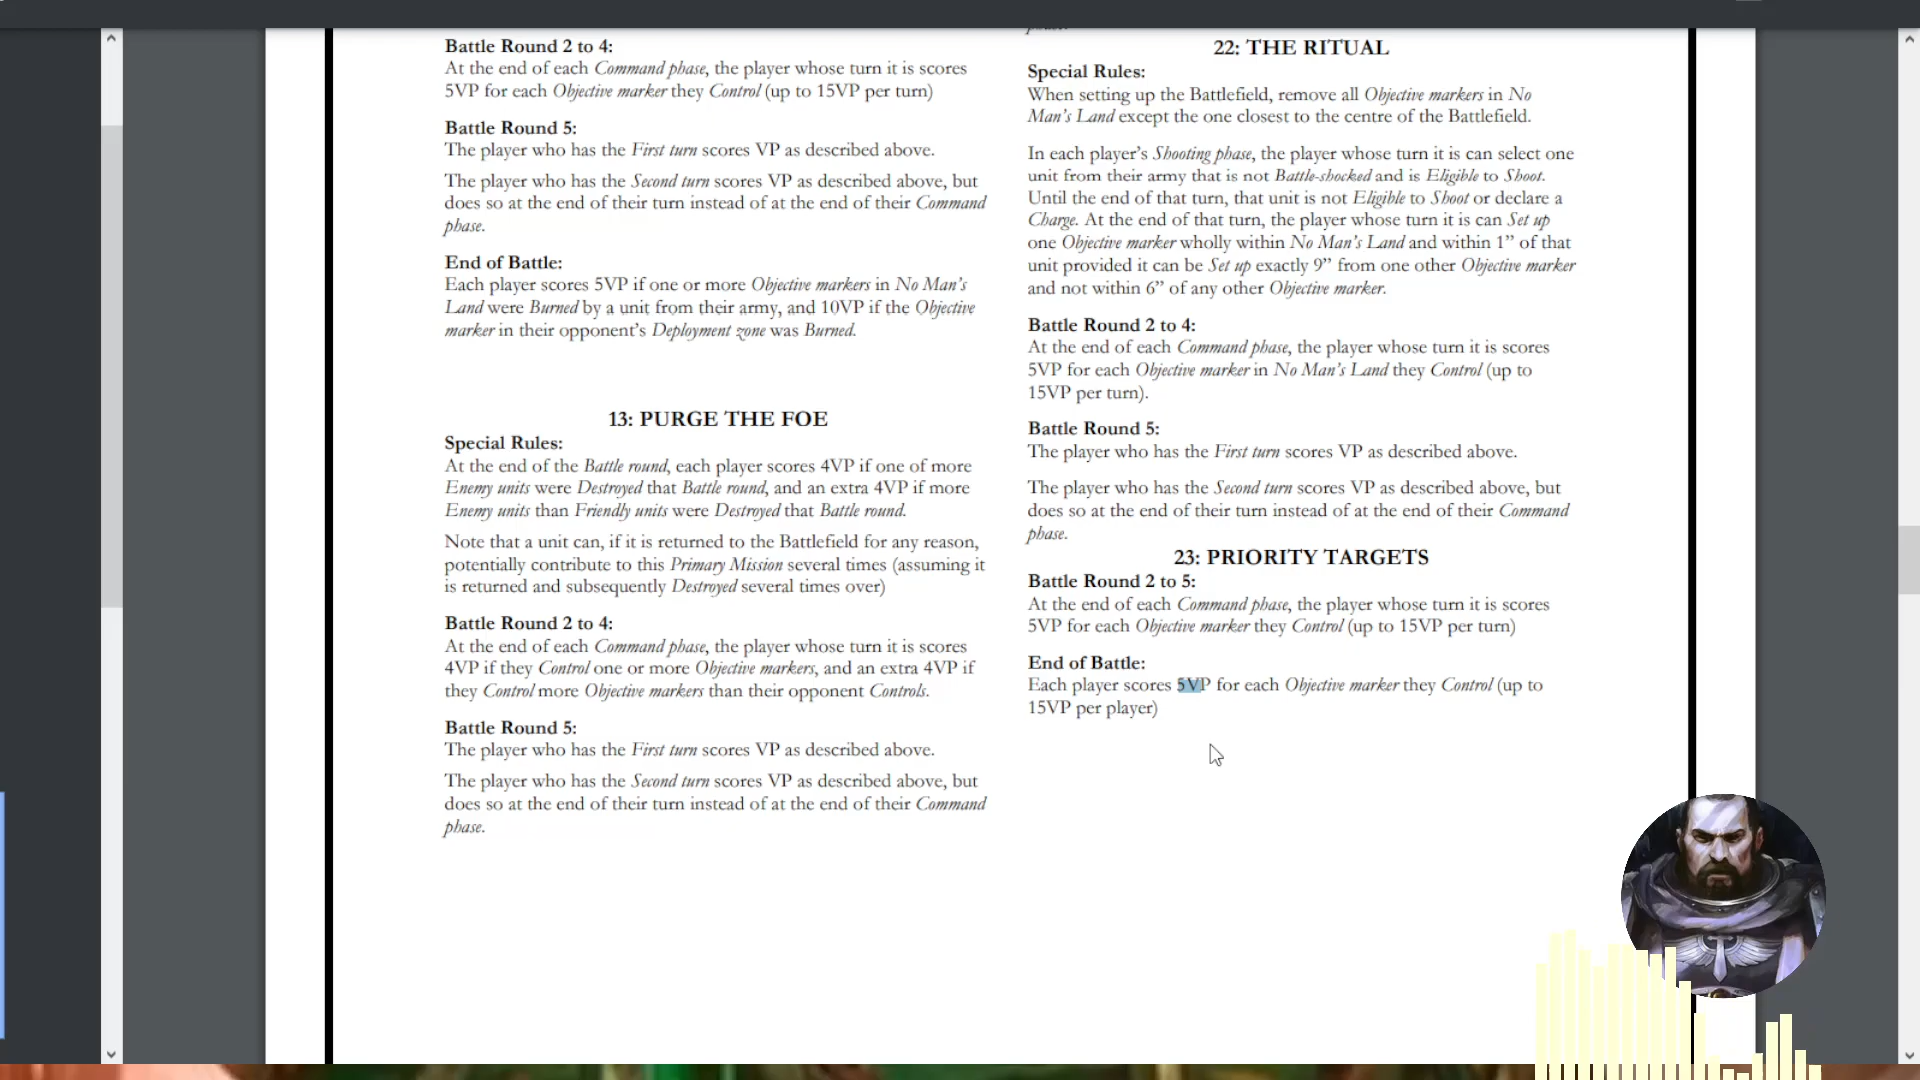 Battle Round 2 to 4:
At the end of each Command phase, the player whose turn it is scores
5VP for each Objective marker they Control (up to 15VP per turn)
Battle Round 5:
The player who has the First turn scores VP as described above.
The player who has the Second turn scores VP as described above, but
does so at the end of their turn instead of at the end of their Command
phase.
End of Battle:
Each player scores 5VP if one or more Objective markers in No Man's
Land were Burned by a unit from their army, and 10VP if the Objective
marker in their opponent's Deployment zone was Burned.
13: PURGE THE FOE
Special Rules:
At the end of the Battle round, each player scores 4VP if one of more
Enemy units were Destroyed that Battle round, and an extra 4VP if more
Enemy units than Friendly units were Destroyed that Battle round.
Note that a unit can, if it is returned to the Battlefield for any reason,
potentially contribute to this Primary Mission several times (assuming it
is returned and subsequently Destroyed several times over)
Battle Round 2 to 4:
At the end of each Command phase, the player whose turn it is scores
4VP if they Control one or more Objective markers, and an extra 4VP if
they Control more Objective markers than their opponent Controls.
Battle Round 5:
The player who has the First turn scores VP as described above.
The player who has the Second turn scores VP as described above, but
does so at the end of their turn instead of at the end of their Command
phase.
phase.
22: THE RITUAL
Special Rules:
When setting up the Battlefield, remove all Objective markers in No
Man's Land except the one closest to the centre of the Battlefield.
In each player's Shooting phase, the player whose turn it is can select one
unit from their army that is not Battle-shocked and is Eligible to Shoot.
Until the end of that turn, that unit is not Eligible to Shoot or declare a
Charge. At the end of that turn, the player whose turn it is can Set up
one Objective marker wholly within No Man's Land and within 1” of that
unit provided it can be Set up exactly 9” from one other Objective marker
and not within 6” of any other Objective marker.
Battle Round 2 to 4:
At the end of each Command phase, the player whose turn it is scores
5VP for each Objective marker in No Man's Land they Control (up to
15VP per turn).
Battle Round 5:
The player who has the First turn scores VP as described above.
The player who has the Second turn scores VP as described above, but
does so at the end of their turn instead of at the end of their Command
phase.
23: PRIORITY TARGETS
Battle Round 2 to 5:
At the end of each Command phase, the player whose turn it is scores
5VP for each Objective marker they Control (up to 15VP per turn)
End of Battle:
Each player scores 5VP for each Objective marker they Control (up to
15VP per player)